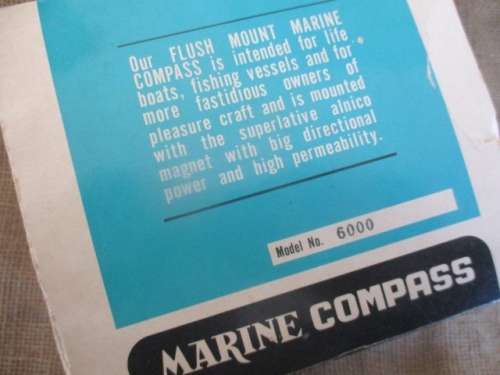 Our FLUSH MOUNT MARINE
COMPASS is intended for life
boats, fishing vessels and for
more fastidious owners of
pleasure craft and is mounted
with the superlative alnico
magnet with big directional
power and high permeability.
Model No. 6000
MARINE COMPASS